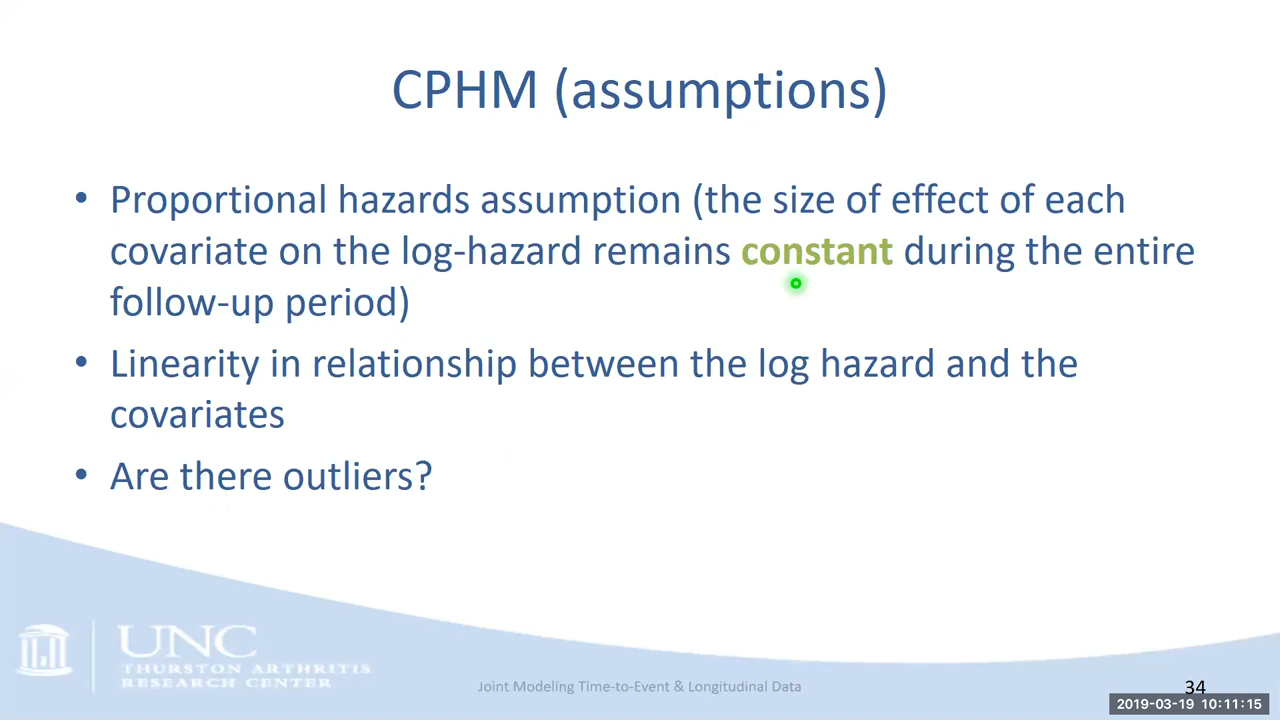 CPHM (assumptions)
• Proportional hazards assumption (the size of effect of each
covariate on the log-hazard remains constant during the entire
follow-up period)
• Linearity in relationship between the log hazard and the
covariates
• Are there outliers?
UNC
THURSTON ARTHRITIS
RESEARCH CENTER
Joint Modeling Time-to-Event & Longitudinal Data
34
2019-03-19 10:11:15